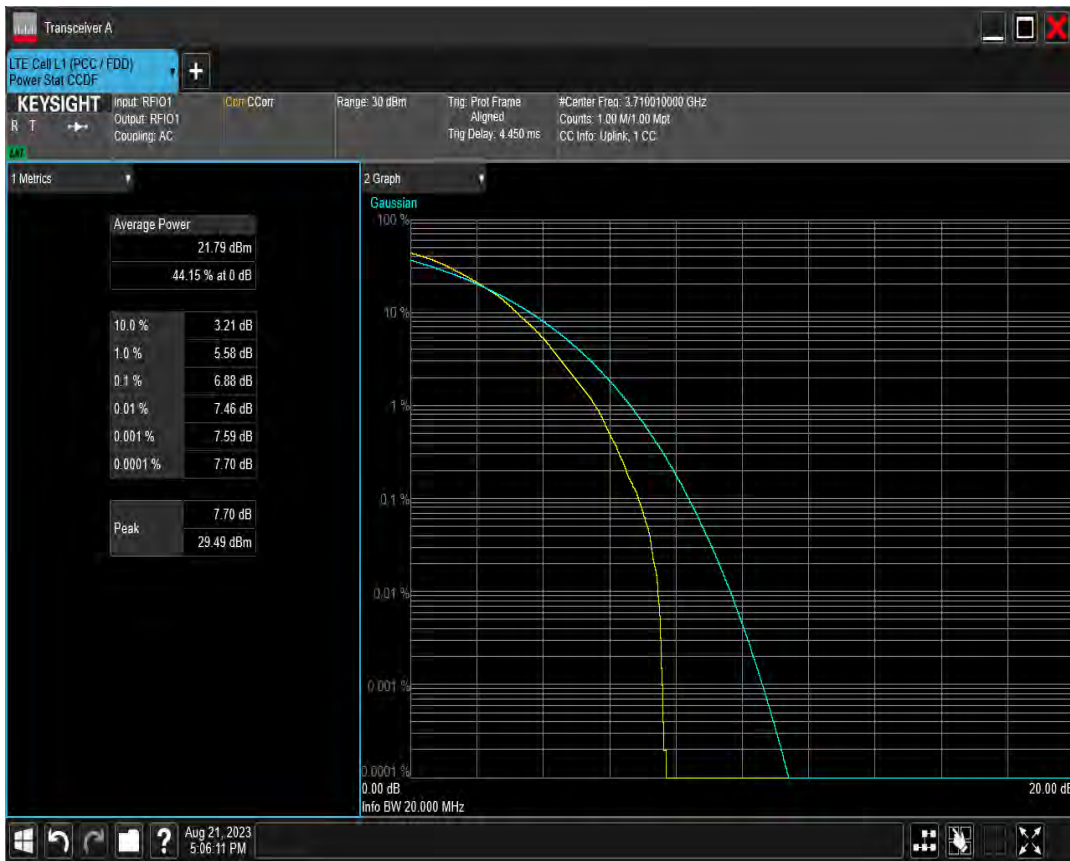 Transceiver A
LTE Cell L1 (PCC / FDD)
Power Stat CCDF
KEYSIGHT
R T
LXI
Input: RFIO1
Output: RFIO1
Coupling: AC
Corr CCorr
Range: 30 dBm
Trig: Prot Frame
Aligned
Trig Delay: 4.450 ms
#Center Freq: 3.710010000 GHz
Counts: 1.00 M/1.00 Mpt
CC Info: Uplink, 1 CC
1 Metrics
Average Power
21.79 dBm
44.15 % at 0 dB
10.0 % 3.21 dB
1.0 % 5.58 dB
0.1 % 6.88 dB
0.01 % 7.46 dB
0.001 % 7.59 dB
0.0001 % 7.70 dB
Peak
7.70 dB
29.49 dBm
2 Graph
Gaussian
100 %
10 %
1 %
0.1 %
0.01 %
0.001 %
0.0001 %
0.00 dB 20.00 dB
Info BW 20.000 MHz
?
Aug 21, 2023
5:06:11 PM